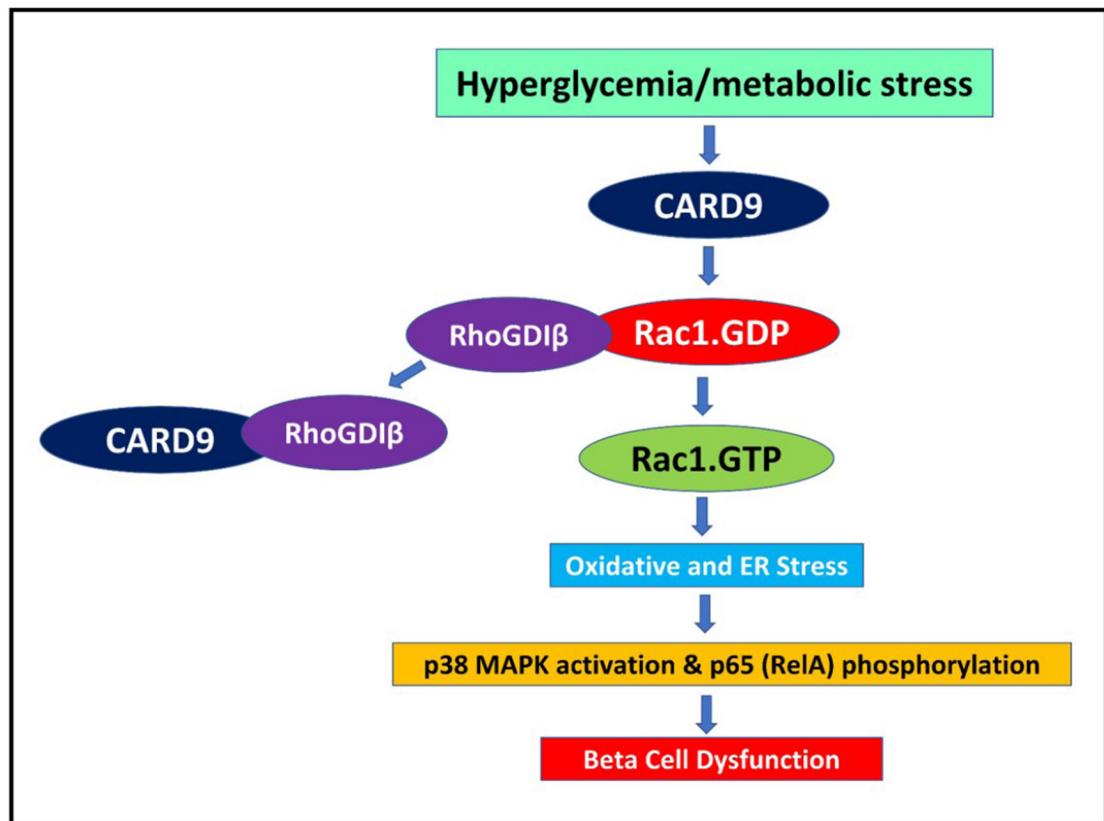 Hyperglycemia/metabolic stress
CARD9
RhoGDIβ
Rac1.GDP
CARD9
RhoGDIβ
Rac1.GTP
Oxidative and ER Stress
p38 MAPK activation & p65 (RelA) phosphorylation
Beta Cell Dysfunction